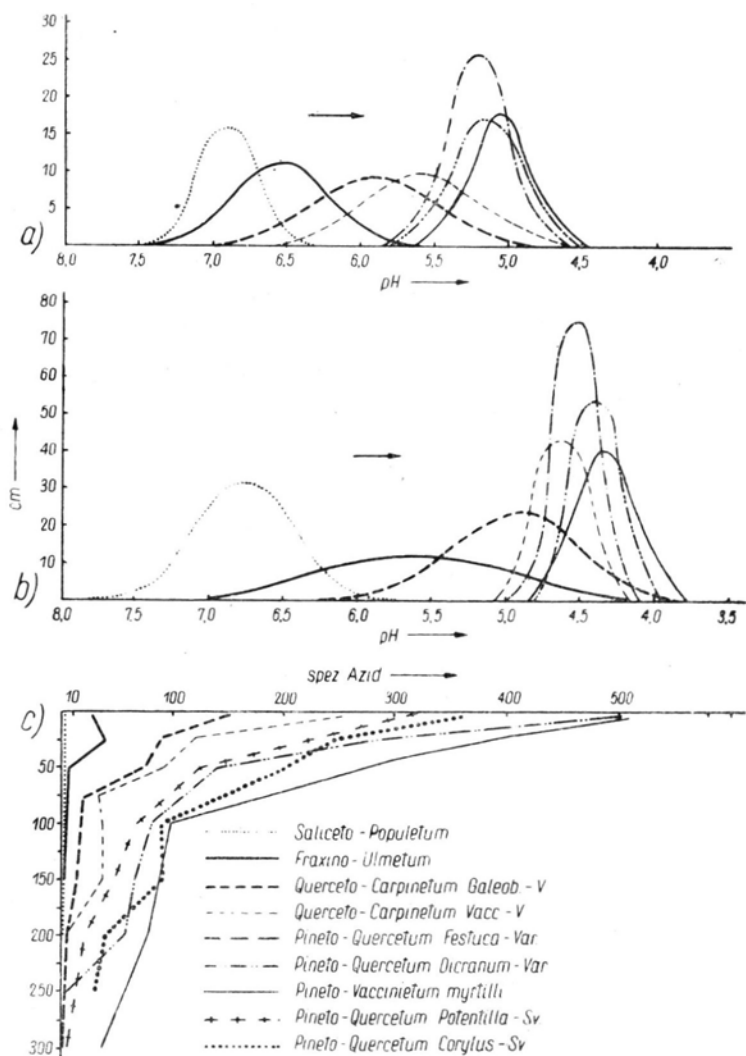 30
25
20
15
10
5
a)
8,0 7,0 6,5 6,0 5,5 5,0 4,5 4,0
pH
80
70
60
50
40
30
20
10
cm
b)
8,0 7,0 6,5 6,0 5,5 5,0 4,5 4,0 3,5
pH
spez Azid
10 100 200 300 400 500
c)
50
100
150
200
250
300
Saliceto - Populetum
Fraxino - Ulmetum
Querceto - Carpinetum Galeob. - V
Querceto - Carpinetum Vacc - V
Pineto - Quercetum Festuca - Var.
Pineto - Quercetum Dicranum - Var
Pineto - Vaccinietum myrtilli
Pineto - Quercetum Potentilla - Sv
Pineto - Quercetum Corylus - Sv